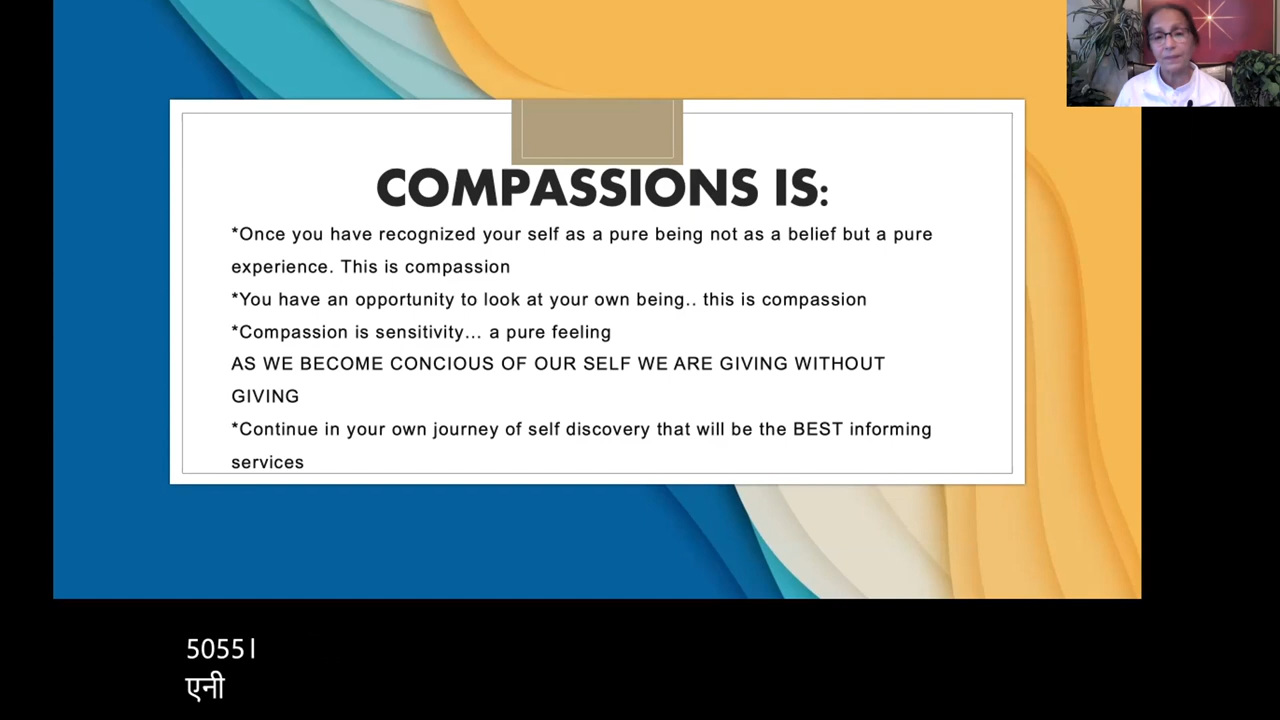 COMPASSIONS IS:
*Once you have recognized your self as a pure being not as a belief but a pure
experience. This is compassion
*You have an opportunity to look at your own being.. this is compassion
*Compassion is sensitivity... a pure feeling
AS WE BECOME CONCIOUS OF OUR SELF WE ARE GIVING WITHOUT
GIVING
*Continue in your own journey of self discovery that will be the BEST informing
services
5055।
एनी